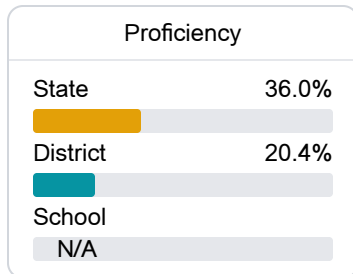 Proficiency
State 36.0%
District 20.4%
School
N/A